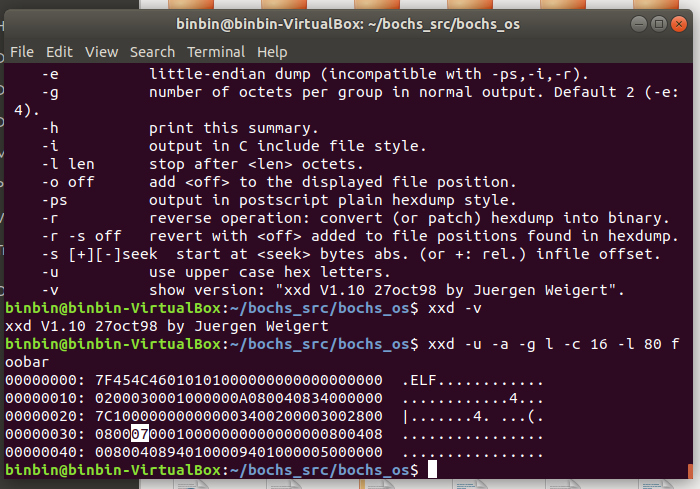 binbin@binbin-VirtualBox: ~/bochs_src/bochs_os
File Edit View Search Terminal Help
-e little-endian dump (incompatible with -ps,-i,-r).
-g number of octets per group in normal output. Default 2 (-e:
4).
-h print this summary.
-i output in C include file style.
-l len stop after <len> octets.
-o off add <off> to the displayed file position.
-ps output in postscript plain hexdump style.
-r reverse operation: convert (or patch) hexdump into binary.
-r -s off revert with <off> added to file positions found in hexdump.
-s [+][-]seek start at <seek> bytes abs. (or +: rel.) infile offset.
-u use upper case hex letters.
-v show version: "xxd V1.10 27oct98 by Juergen Weigert".
binbin@binbin-VirtualBox:~/bochs_src/bochs_os$ xxd -v
xxd V1.10 27oct98 by Juergen Weigert
binbin@binbin-VirtualBox:~/bochs_src/bochs_os$ xxd -u -a -g l -c 16 -l 80 f
oobar
00000000: 7F454C46010101000000000000000000 .ELF............
00000010: 0200030001000000A080040834000000 ............4...
00000020: 7C100000000000003400200003002800 |.......4. ...(.
00000030: 08000700010000000000000000800408 ................
00000040: 00800408940100009401000005000000 ................
binbin@binbin-VirtualBox:~/bochs_src/bochs_os$